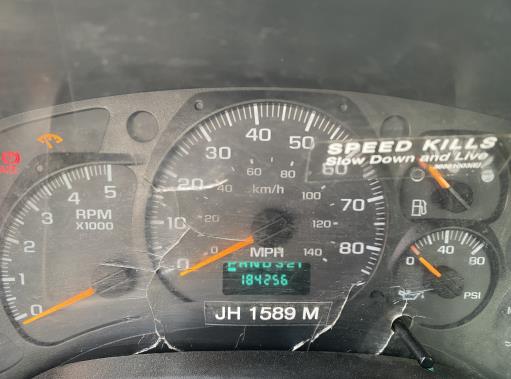 SPEED KILLS
Slow Down and Live
0 1 2 3 4 5
RPM
X1000
0 10 20 30 40 50 60 70 80
0 20 40 60 80 100 120 140
km/h
MPH
PRND321
184256
JH 1589 M
0 40 80
PSI